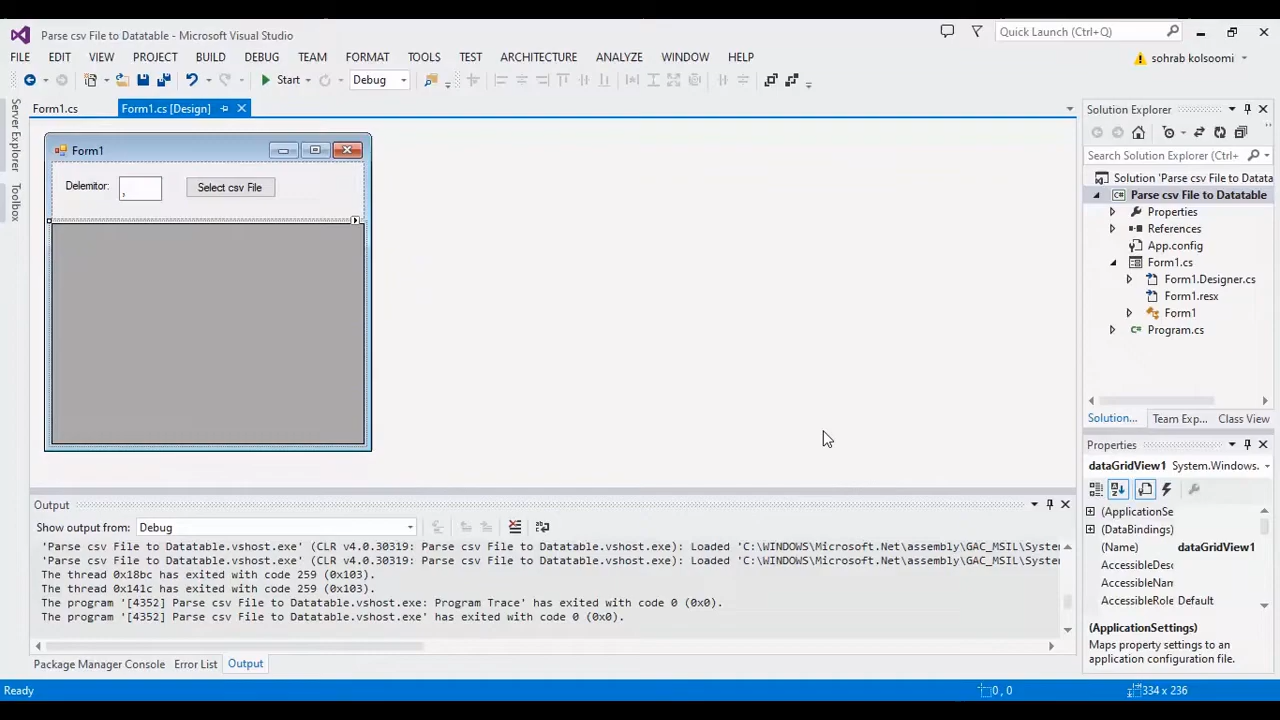 Parse csv File to Datatable - Microsoft Visual Studio
Quick Launch (Ctrl+Q)
FILE EDIT VIEW PROJECT BUILD DEBUG TEAM FORMAT TOOLS TEST ARCHITECTURE ANALYZE WINDOW HELP
sohrab kolsoomi
Start
Debug
Server Explorer
Toolbox
Form1.cs
Form1.cs [Design]
Form1
Delemitor:
,
Select csv File
Solution Explorer
Search Solution Explorer (Ctrl+
Solution 'Parse csv File to Datata
C# Parse csv File to Datatable
Properties
References
App.config
Form1.cs
Form1.Designer.cs
Form1.resx
Form1
C# Program.cs
Solution... Team Exp... Class View
Properties
dataGridView1 System.Windows.
(ApplicationSe
(DataBindings)
(Name) dataGridView1
AccessibleDesc
AccessibleNam
AccessibleRole Default
(ApplicationSettings)
Maps property settings to an
application configuration file.
Output
Show output from: Debug
'Parse csv File to Datatable.vshost.exe' (CLR v4.0.30319: Parse csv File to Datatable.vshost.exe): Loaded 'C:\WINDOWS\Microsoft.Net\assembly\GAC_MSIL\System
'Parse csv File to Datatable.vshost.exe' (CLR v4.0.30319: Parse csv File to Datatable.vshost.exe): Loaded 'C:\WINDOWS\Microsoft.Net\assembly\GAC_MSIL\System
The thread 0x18bc has exited with code 259 (0x103).
The thread 0x141c has exited with code 259 (0x103).
The program '[4352] Parse csv File to Datatable.vshost.exe: Program Trace' has exited with code 0 (0x0).
The program '[4352] Parse csv File to Datatable.vshost.exe' has exited with code 0 (0x0).
Package Manager Console Error List Output
Ready
0 , 0
334 x 236